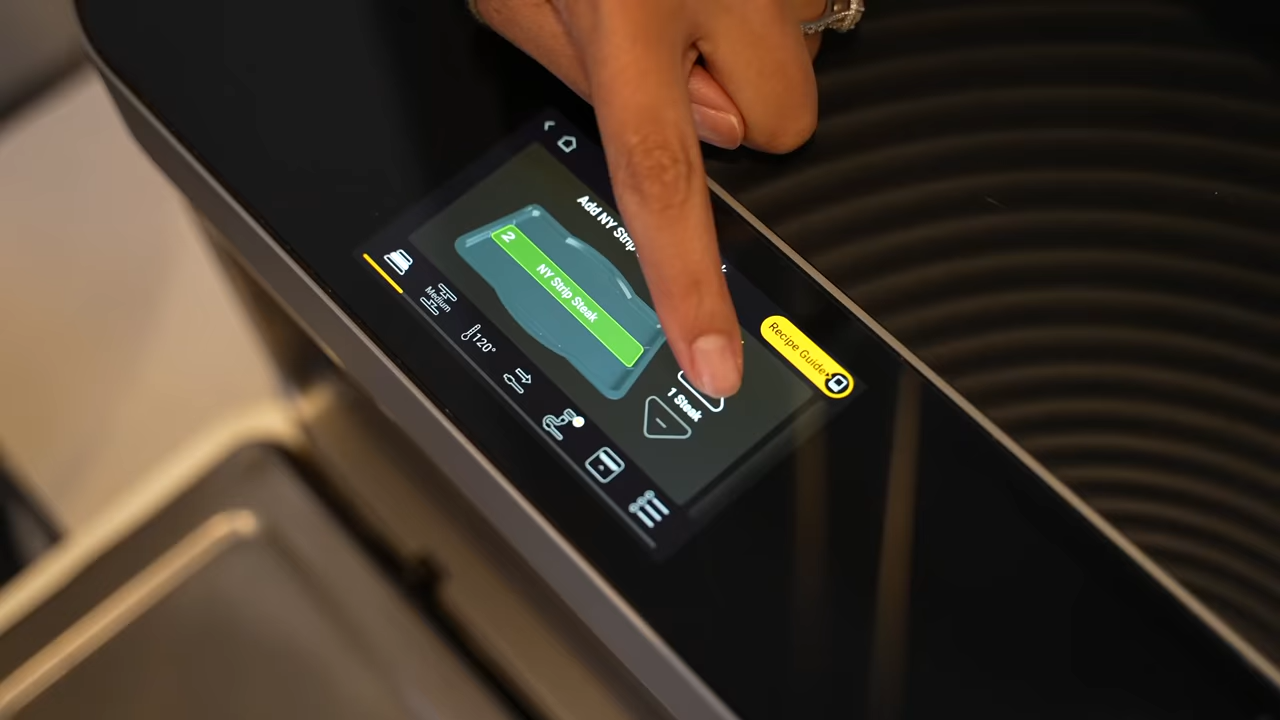 Add NY Strip
2
NY Strip Steak
Recipe Guide
1 Steak
Medium
120°